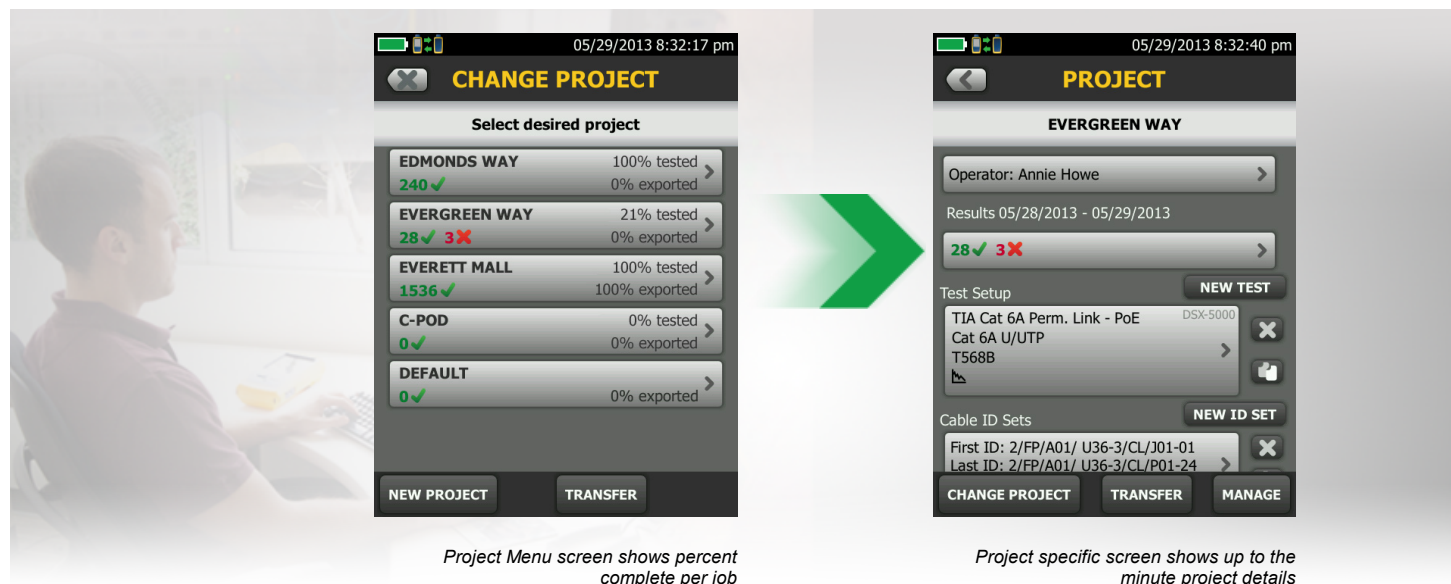 05/29/2013 8:32:17 pm
CHANGE PROJECT
Select desired project
EDMONDS WAY 100% tested
240 0% exported
EVERGREEN WAY 21% tested
28 3 0% exported
EVERETT MALL 100% tested
1536 100% exported
C-POD 0% tested
0 0% exported
DEFAULT
0 0% exported
NEW PROJECT TRANSFER
Project Menu screen shows percent
complete per job
05/29/2013 8:32:40 pm
PROJECT
EVERGREEN WAY
Operator: Annie Howe
Results 05/28/2013 - 05/29/2013
28 3
Test Setup NEW TEST
TIA Cat 6A Perm. Link - PoE DSX-5000
Cat 6A U/UTP
T568B
Cable ID Sets NEW ID SET
First ID: 2/FP/A01/ U36-3/CL/J01-01
Last ID: 2/FP/A01/ U36-3/CL/P01-24
CHANGE PROJECT TRANSFER MANAGE
Project specific screen shows up to the
minute project details